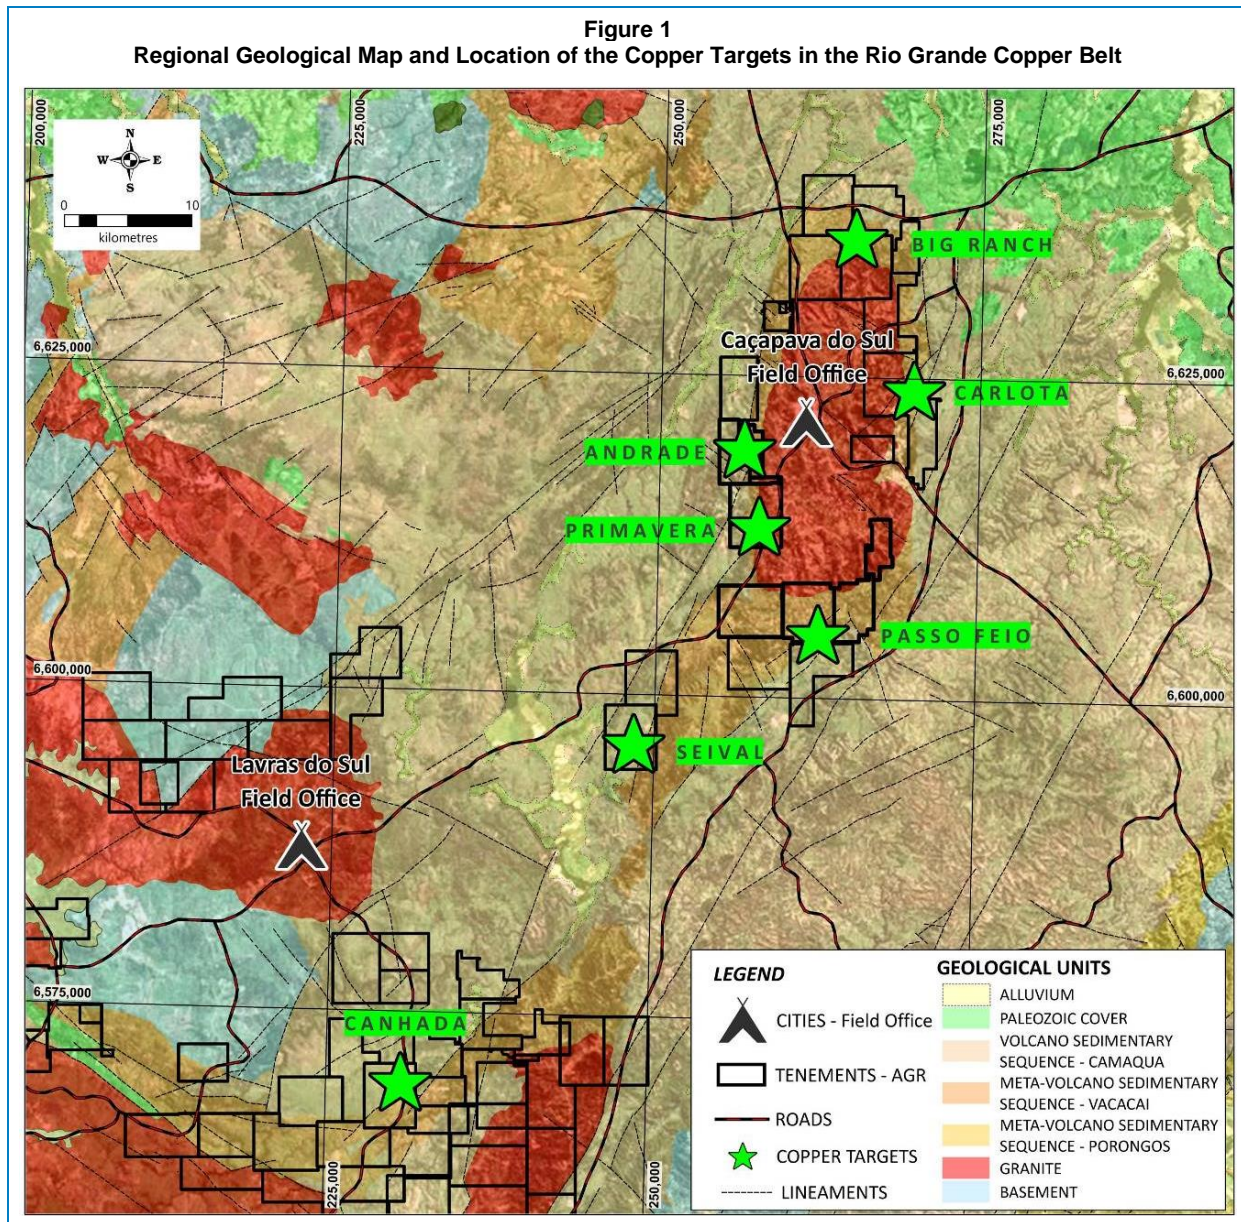 Figure 1
Regional Geological Map and Location of the Copper Targets in the Rio Grande Copper Belt
200,000
225,000
250,000
275,000
N
W E
S
0 10
kilometres
BIG RANCH
6,625,000
Caçapava do Sul
Field Office
6,625,000
CARLOTA
ANDRADE
PRIMAVERA
PASSO FEIO
6,600,000
6,600,000
SEIVAL
Lavras do Sul
Field Office
6,575,000
CANHADA
225,000
250,000
LEGEND
CITIES - Field Office
TENEMENTS - AGR
ROADS
COPPER TARGETS
LINEAMENTS
GEOLOGICAL UNITS
ALLUVIUM
PALEOZOIC COVER
VOLCANO SEDIMENTARY
SEQUENCE - CAMAQUA
META-VOLCANO SEDIMENTARY
SEQUENCE - VACACAI
META-VOLCANO SEDIMENTARY
SEQUENCE - PORONGOS
GRANITE
BASEMENT